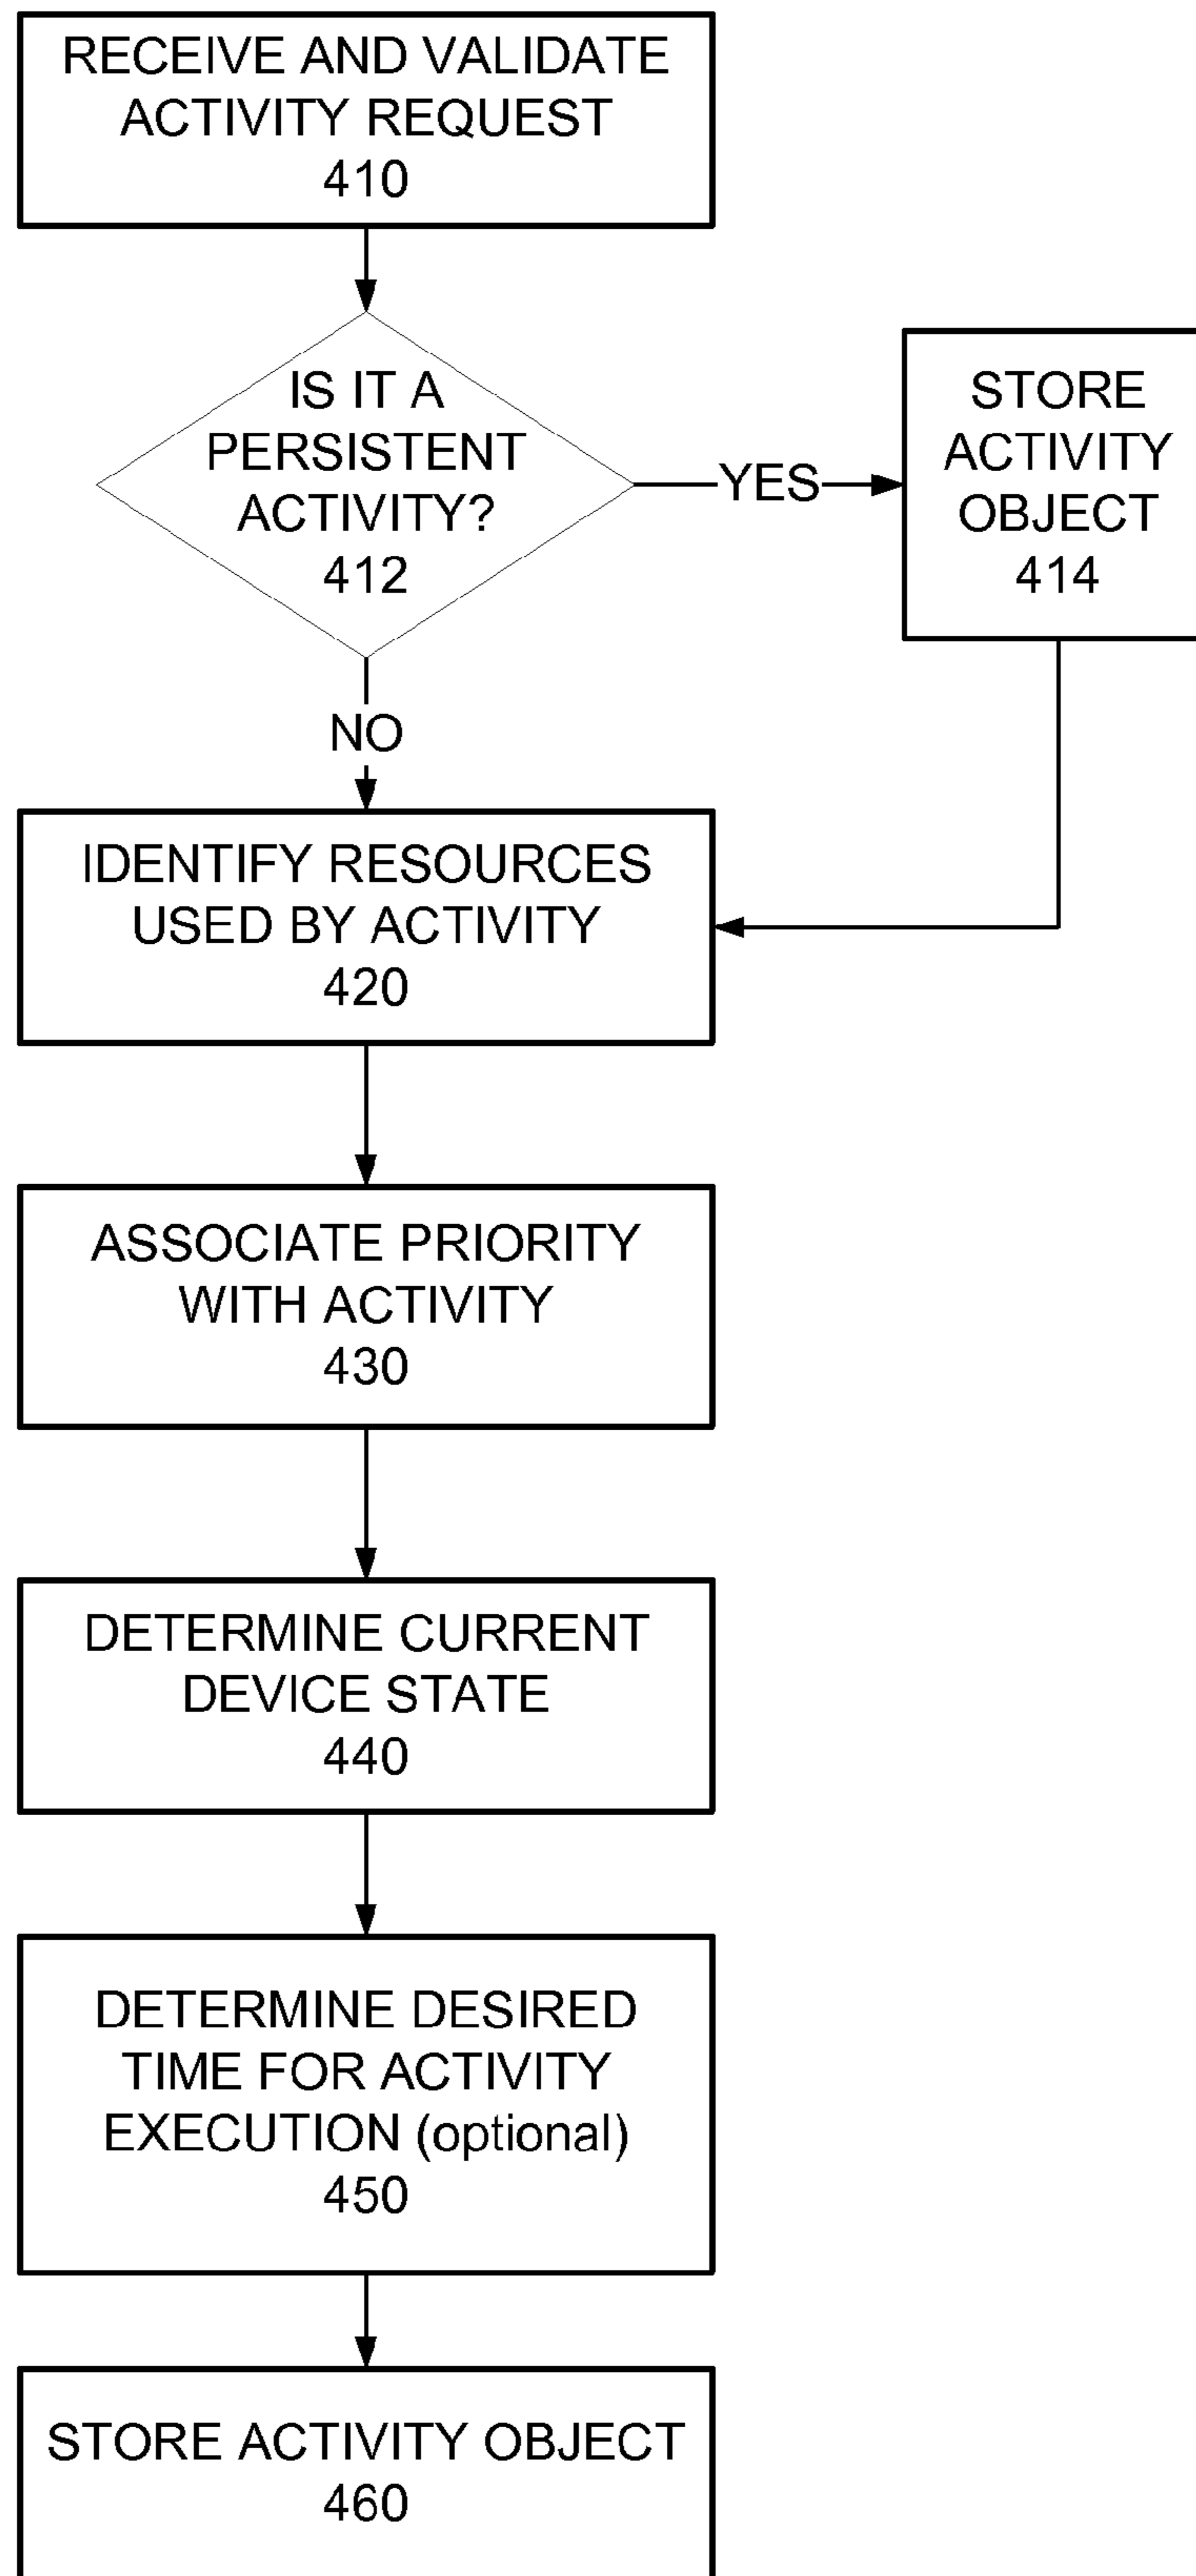 RECEIVE AND VALIDATE
ACTIVITY REQUEST
410
IS IT A
PERSISTENT
ACTIVITY?
412
YES
STORE
ACTIVITY
OBJECT
414
NO
IDENTIFY RESOURCES
USED BY ACTIVITY
420
ASSOCIATE PRIORITY
WITH ACTIVITY
430
DETERMINE CURRENT
DEVICE STATE
440
DETERMINE DESIRED
TIME FOR ACTIVITY
EXECUTION (optional)
450
STORE ACTIVITY OBJECT
460